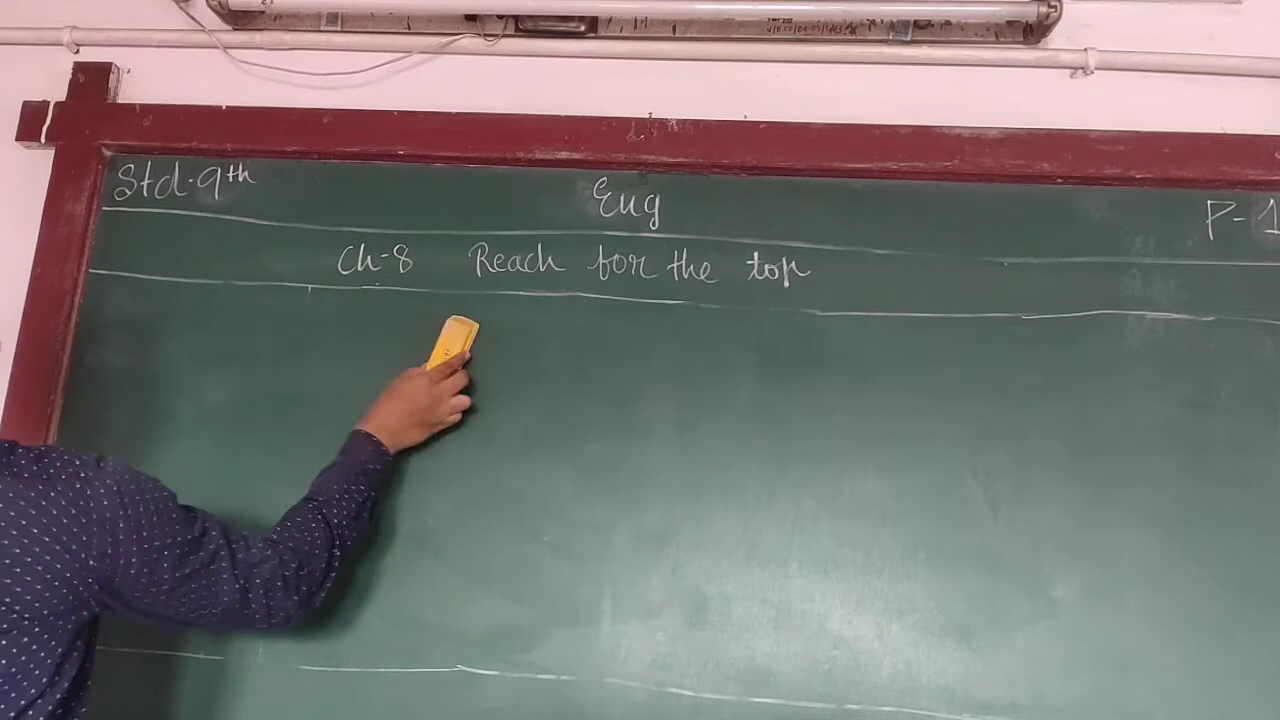 Std. 9th
Eng
P-1
Ch-8 Reach for the top